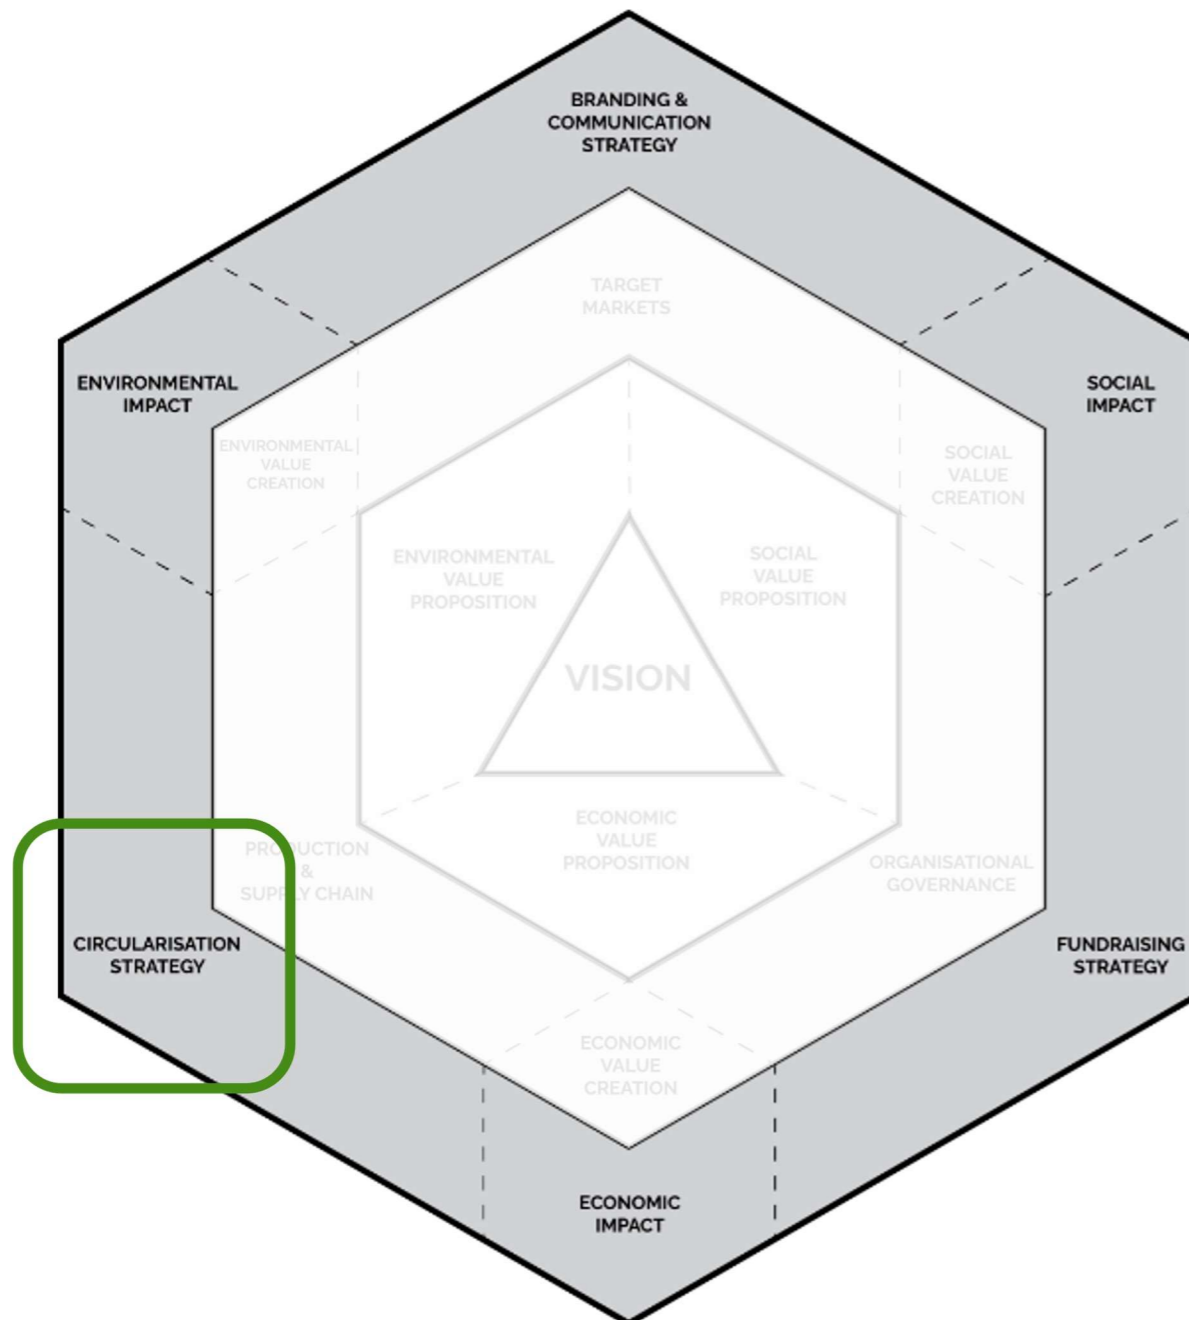 BRANDING &
COMMUNICATION
STRATEGY
TARGET
MARKETS
ENVIRONMENTAL
IMPACT
SOCIAL
IMPACT
ENVIRONMENTAL
VALUE
CREATION
SOCIAL
VALUE
CREATION
ENVIRONMENTAL
VALUE
PROPOSITION
SOCIAL
VALUE
PROPOSITION
VISION
ECONOMIC
VALUE
PROPOSITION
PRODUCTION
&
SUPPLY CHAIN
ORGANISATIONAL
GOVERNANCE
CIRCULARISATION
STRATEGY
FUNDRAISING
STRATEGY
ECONOMIC
VALUE
CREATION
ECONOMIC
IMPACT